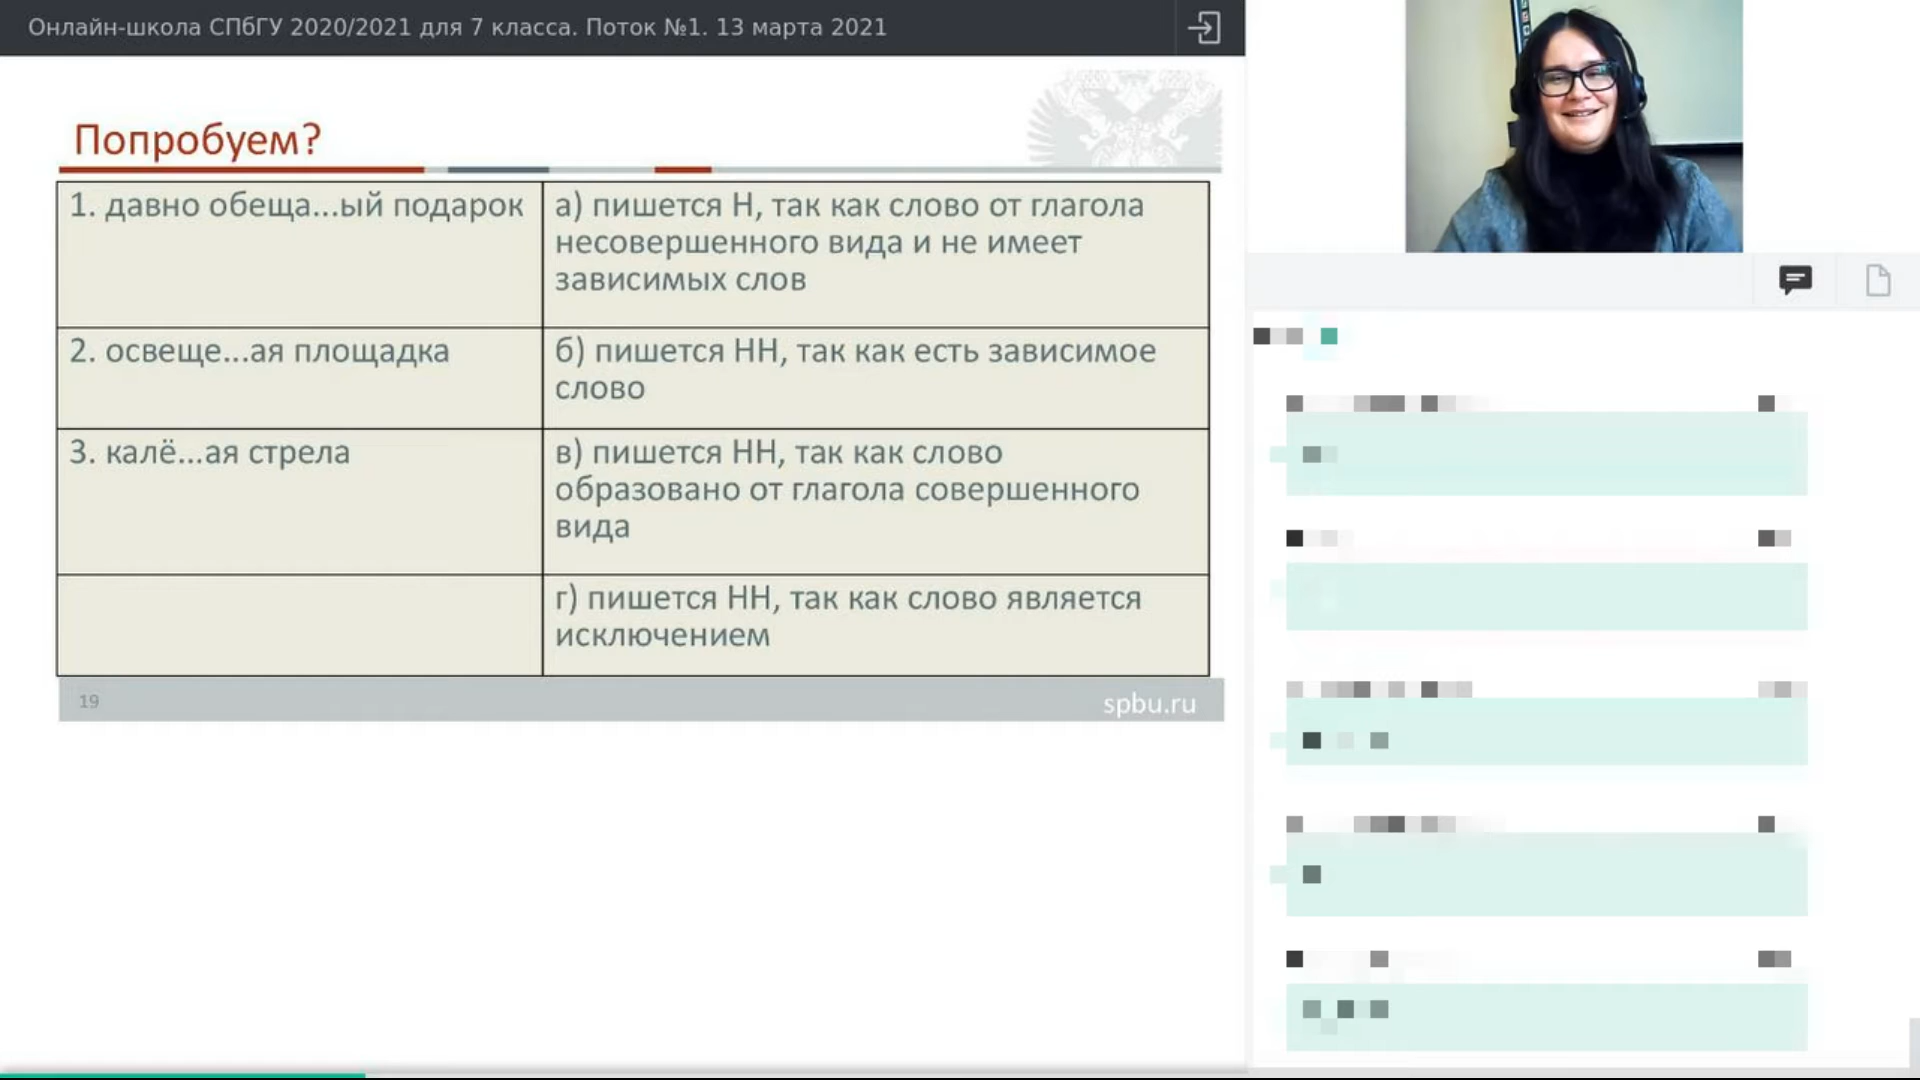 Онлайн-школа СПбГУ 2020/2021 для 7 класса. Поток №1. 13 марта 2021
Попробуем?
1. давно обеща...ый подарок
а) пишется Н, так как слово от глагола
несовершенного вида и не имеет
зависимых слов
2. освеще...ая площадка
б) пишется НН, так как есть зависимое
слово
3. калё...ая стрела
в) пишется НН, так как слово
образовано от глагола совершенного
вида
г) пишется НН, так как слово является
исключением
19
spbu.ru